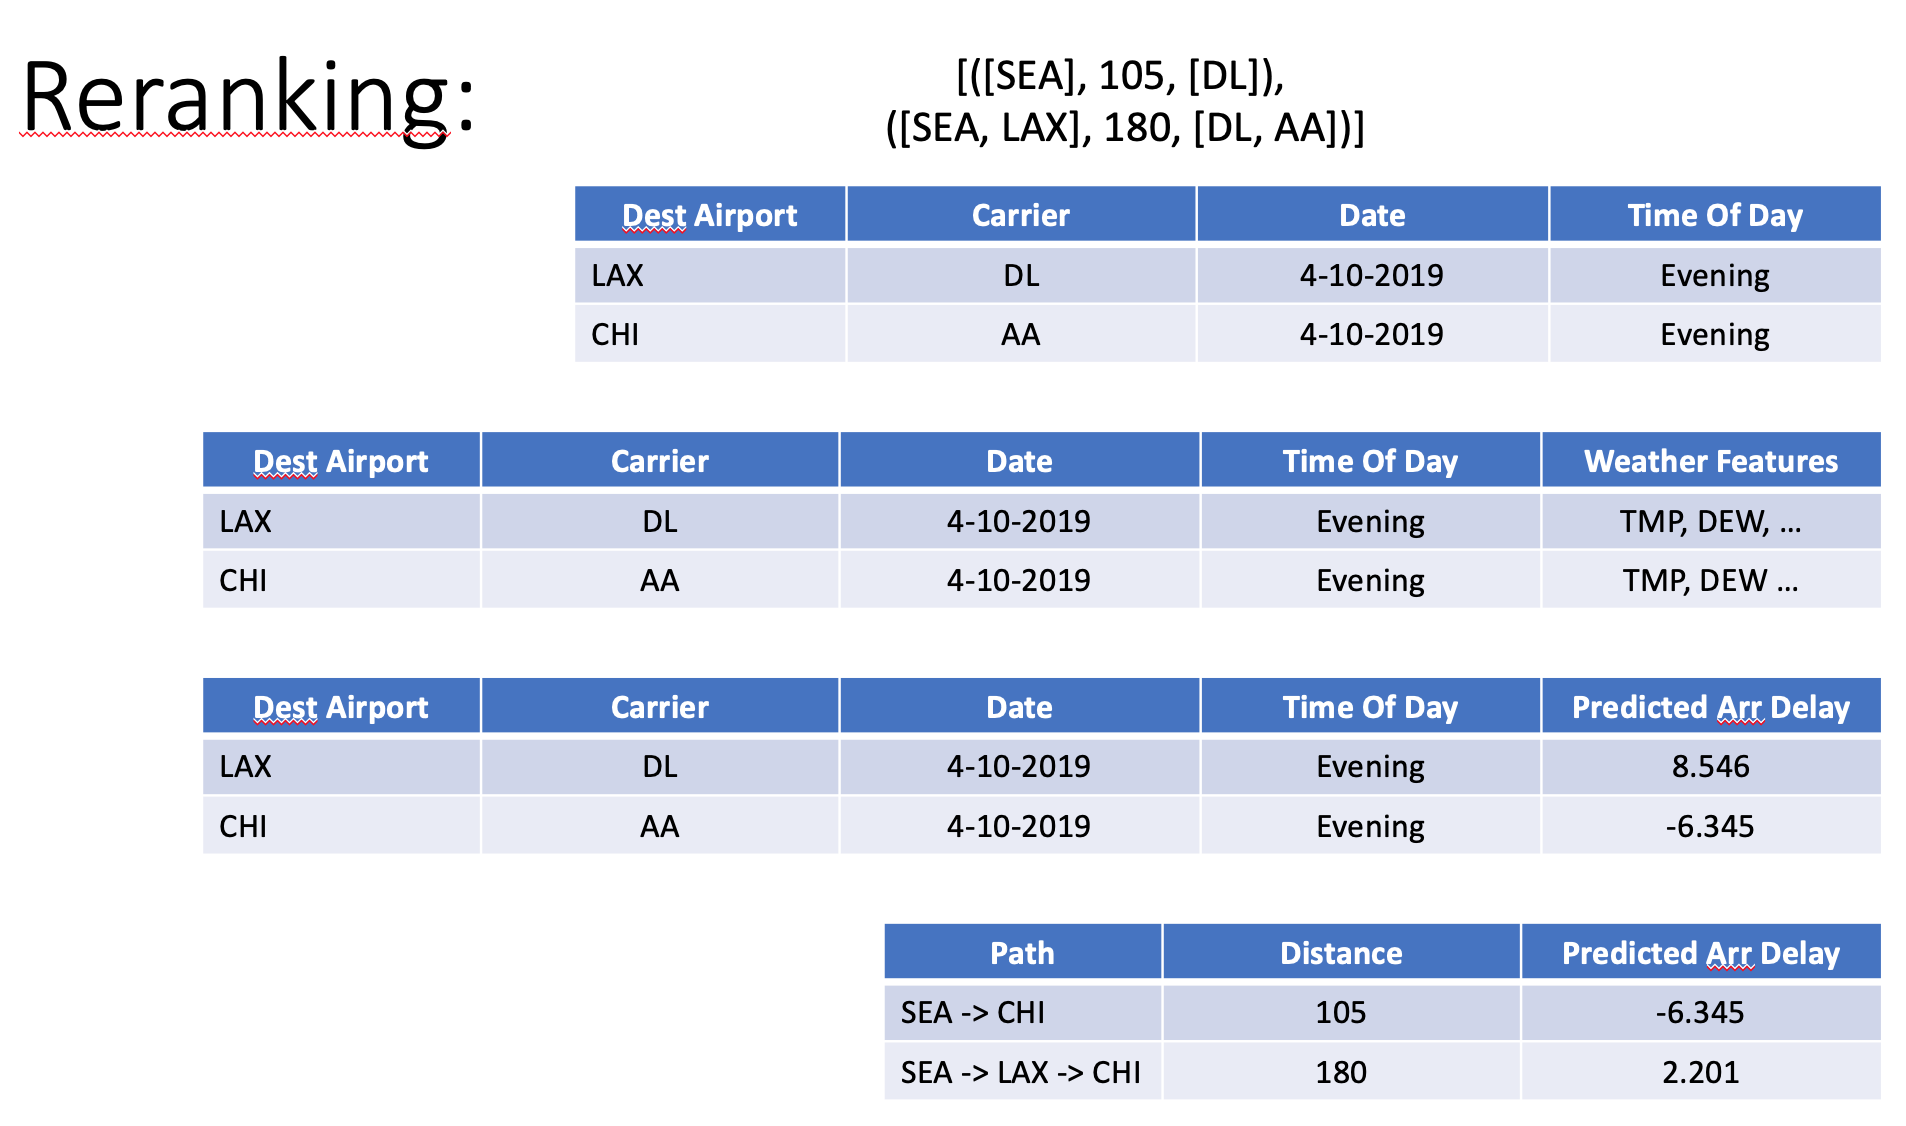 Reranking:
[([SEA], 105, [DL]),
([SEA, LAX], 180, [DL, AA])]
Dest Airport Carrier Date Time Of Day
LAX DL 4-10-2019 Evening
CHI AA 4-10-2019 Evening
Dest Airport Carrier Date Time Of Day Weather Features
LAX DL 4-10-2019 Evening TMP, DEW, ...
CHI AA 4-10-2019 Evening TMP, DEW ...
Dest Airport Carrier Date Time Of Day Predicted Arr Delay
LAX DL 4-10-2019 Evening 8.546
CHI AA 4-10-2019 Evening -6.345
Path Distance Predicted Arr Delay
SEA -> CHI 105 -6.345
SEA -> LAX -> CHI 180 2.201